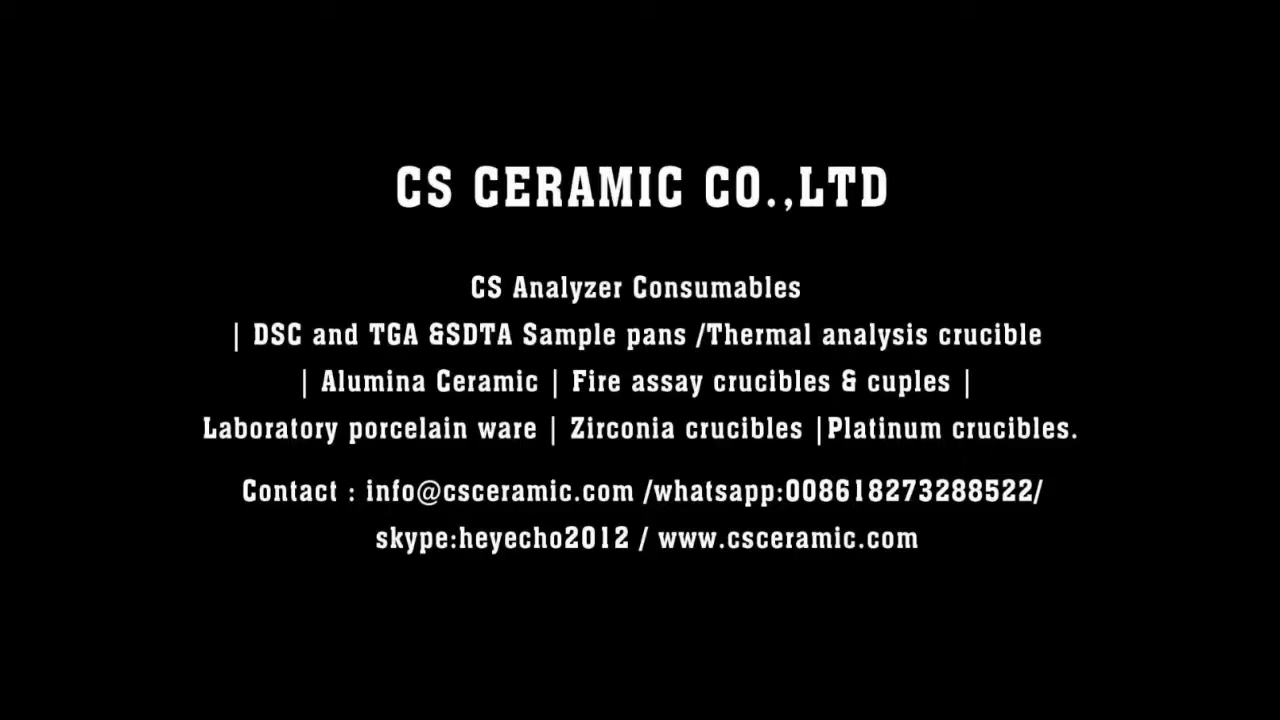 CS CERAMIC CO.,LTD
CS Analyzer Consumables
| DSC and TGA &SDTA Sample pans /Thermal analysis crucible
| Alumina Ceramic | Fire assay crucibles & cuples |
Laboratory porcelain ware | Zirconia crucibles |Platinum crucibles.
Contact : info@csceramic.com /whatsapp:008618273288522/
skype:heyecho2012 / www.csceramic.com